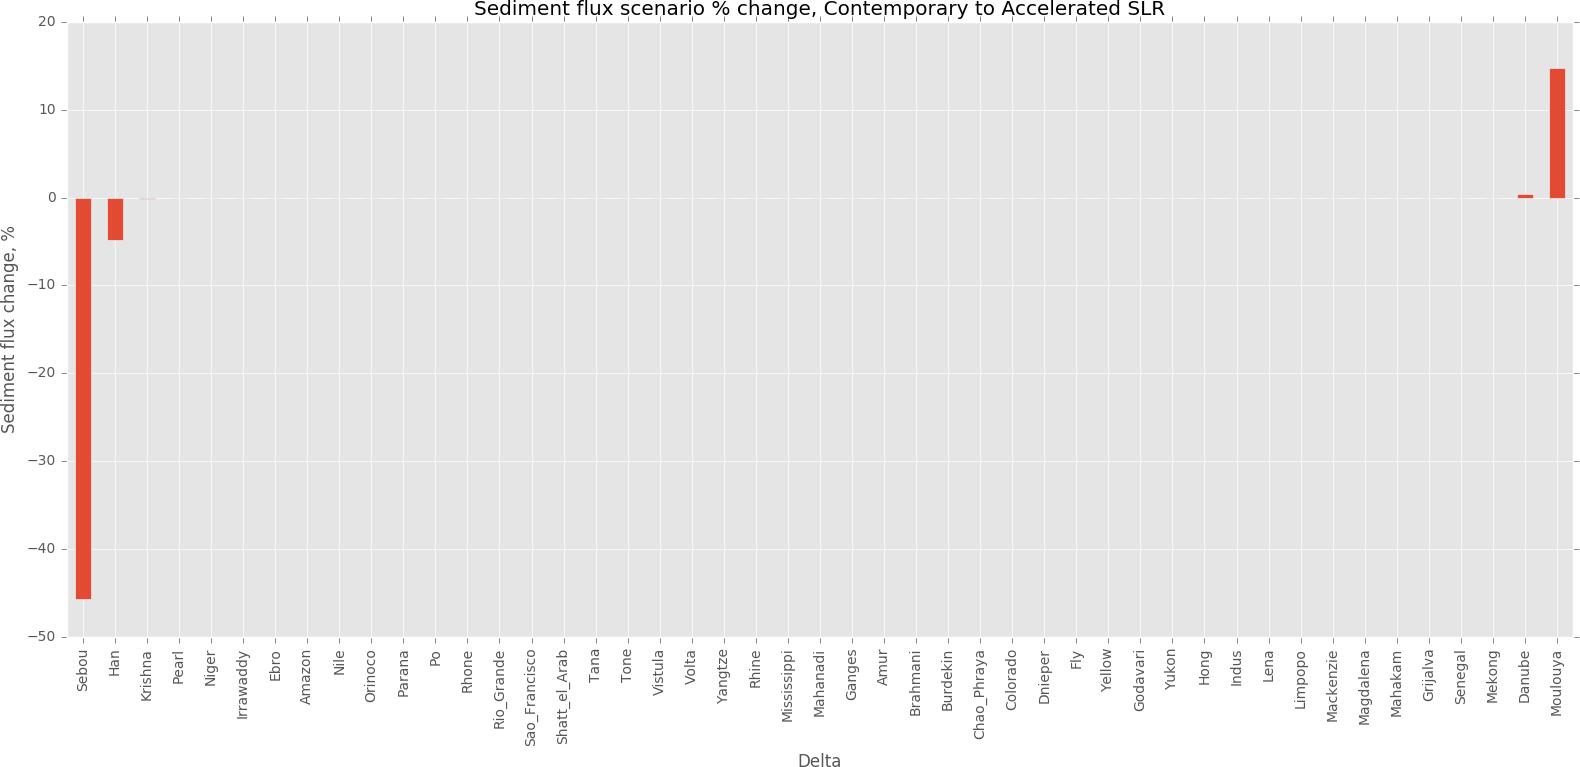 Sediment flux scenario % change, Contemporary to Accelerated SLR
20
10
0
−10
−20
−30
−40
−50
Sediment flux change, %
Sebou
Han
Krishna
Pearl
Niger
Irrawaddy
Ebro
Amazon
Nile
Orinoco
Parana
Po
Rhone
Rio_Grande
Sao_Francisco
Shatt_el_Arab
Tana
Tone
Vistula
Volta
Yangtze
Rhine
Mississippi
Mahanadi
Ganges
Amur
Brahmani
Burdekin
Chao_Phraya
Colorado
Dnieper
Fly
Yellow
Godavari
Yukon
Hong
Indus
Lena
Limpopo
Mackenzie
Magdalena
Mahakam
Grijalva
Senegal
Mekong
Danube
Moulouya
Delta